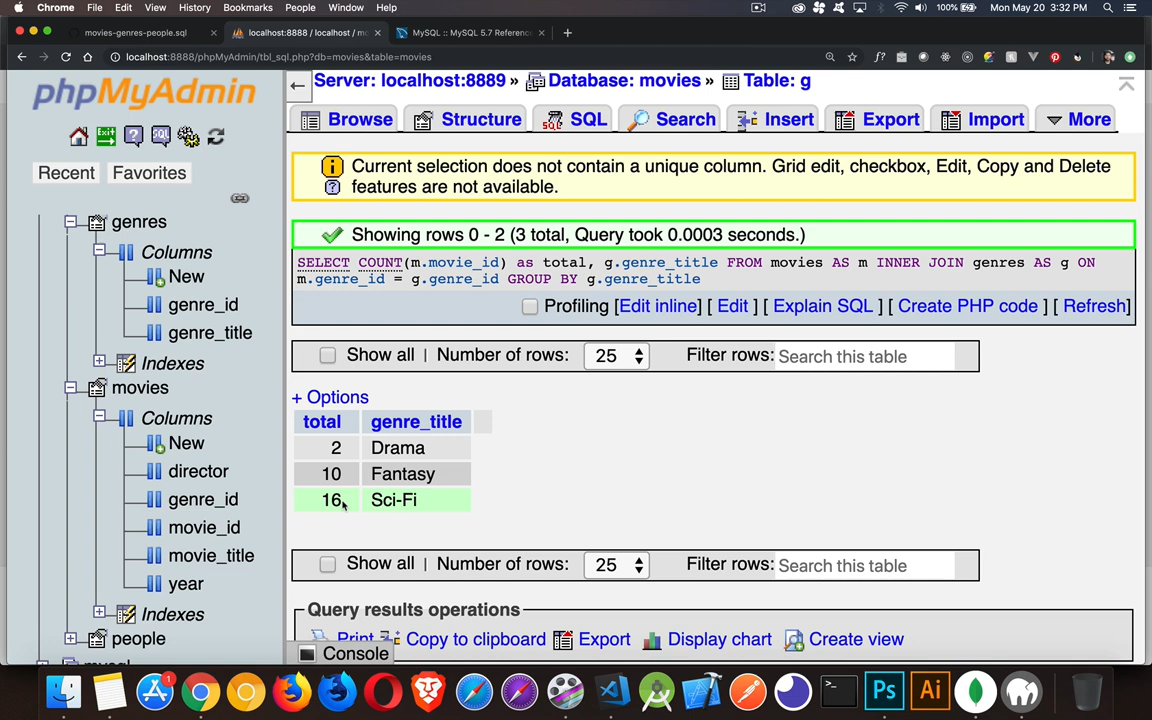 Chrome File Edit View History Bookmarks People Window Help 100% Mon May 20 3:32 PM
movies-genres-people.sql × localhost:8888 / localhost / m × MySQL :: MySQL 5.7 Referenc × +
localhost:8888/phpMyAdmin/tbl_sql.php?db=movies&table=movies
phpMyAdmin
Recent Favorites
genres
Columns
New
genre_id
genre_title
Indexes
movies
Columns
New
director
genre_id
movie_id
movie_title
year
Indexes
people
Server: localhost:8889 » Database: movies » Table: g
Browse Structure SQL Search Insert Export Import More
Current selection does not contain a unique column. Grid edit, checkbox, Edit, Copy and Delete
features are not available.
Showing rows 0 - 2 (3 total, Query took 0.0003 seconds.)
SELECT COUNT(m.movie_id) as total, g.genre_title FROM movies AS m INNER JOIN genres AS g ON
m.genre_id = g.genre_id GROUP BY g.genre_title
Profiling [Edit inline] [ Edit ] [ Explain SQL ] [ Create PHP code ] [ Refresh]
Show all | Number of rows: 25 Filter rows: Search this table
+ Options
total genre_title
2 Drama
10 Fantasy
16 Sci-Fi
Show all | Number of rows: 25 Filter rows: Search this table
Query results operations
Print Copy to clipboard Export Display chart Create view
Console
Ps Ai